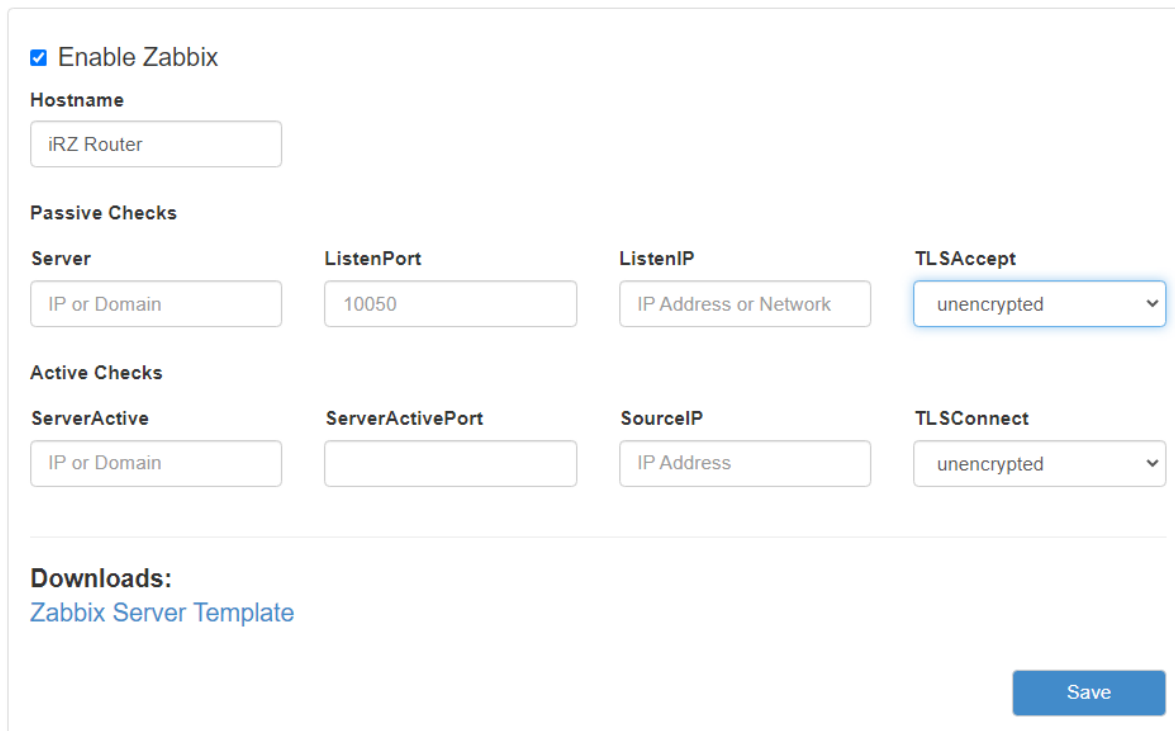 Enable Zabbix
Hostname
iRZ Router
Passive Checks
Server ListenPort ListenIP TLSAccept
IP or Domain 10050 IP Address or Network unencrypted
Active Checks
ServerActive ServerActivePort SourceIP TLSConnect
IP or Domain IP Address unencrypted
Downloads:
Zabbix Server Template
Save